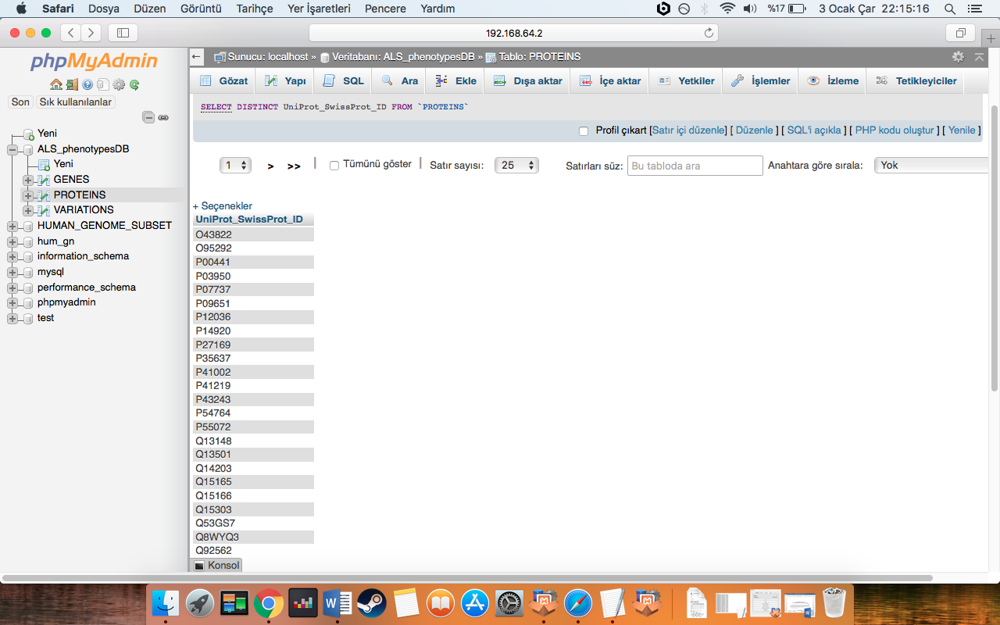 Safari Dosya Düzen Görüntü Tarihçe Yer İşaretleri Pencere Yardım %17 3 Ocak Çar 22:15:16
192.168.64.2
phpMyAdmin
Son Sık kullanılanlar
Yeni
ALS_phenotypesDB
Yeni
GENES
PROTEINS
VARIATIONS
HUMAN_GENOME_SUBSET
hum_gn
information_schema
mysql
performance_schema
phpmyadmin
test
Sunucu: localhost » Veritabanı: ALS_phenotypesDB » Tablo: PROTEINS
Gözat Yapı SQL Ara Ekle Dışa aktar İçe aktar Yetkiler İşlemler İzleme Tetikleyiciler
SELECT DISTINCT UniProt_SwissProt_ID FROM `PROTEINS`
Profil çıkart [Satır içi düzenle] [ Düzenle ] [ SQL'i açıkla ] [ PHP kodu oluştur ] [ Yenile ]
1 > >> | Tümünü göster | Satır sayısı: 25 Satırları süz: Bu tabloda ara Anahtara göre sırala: Yok
+ Seçenekler
UniProt_SwissProt_ID
O43822
O95292
P00441
P03950
P07737
P09651
P12036
P14920
P27169
P35637
P41002
P41219
P43243
P54764
P55072
Q13148
Q13501
Q14203
Q15165
Q15166
Q15303
Q53GS7
Q8WYQ3
Q92562
Konsol